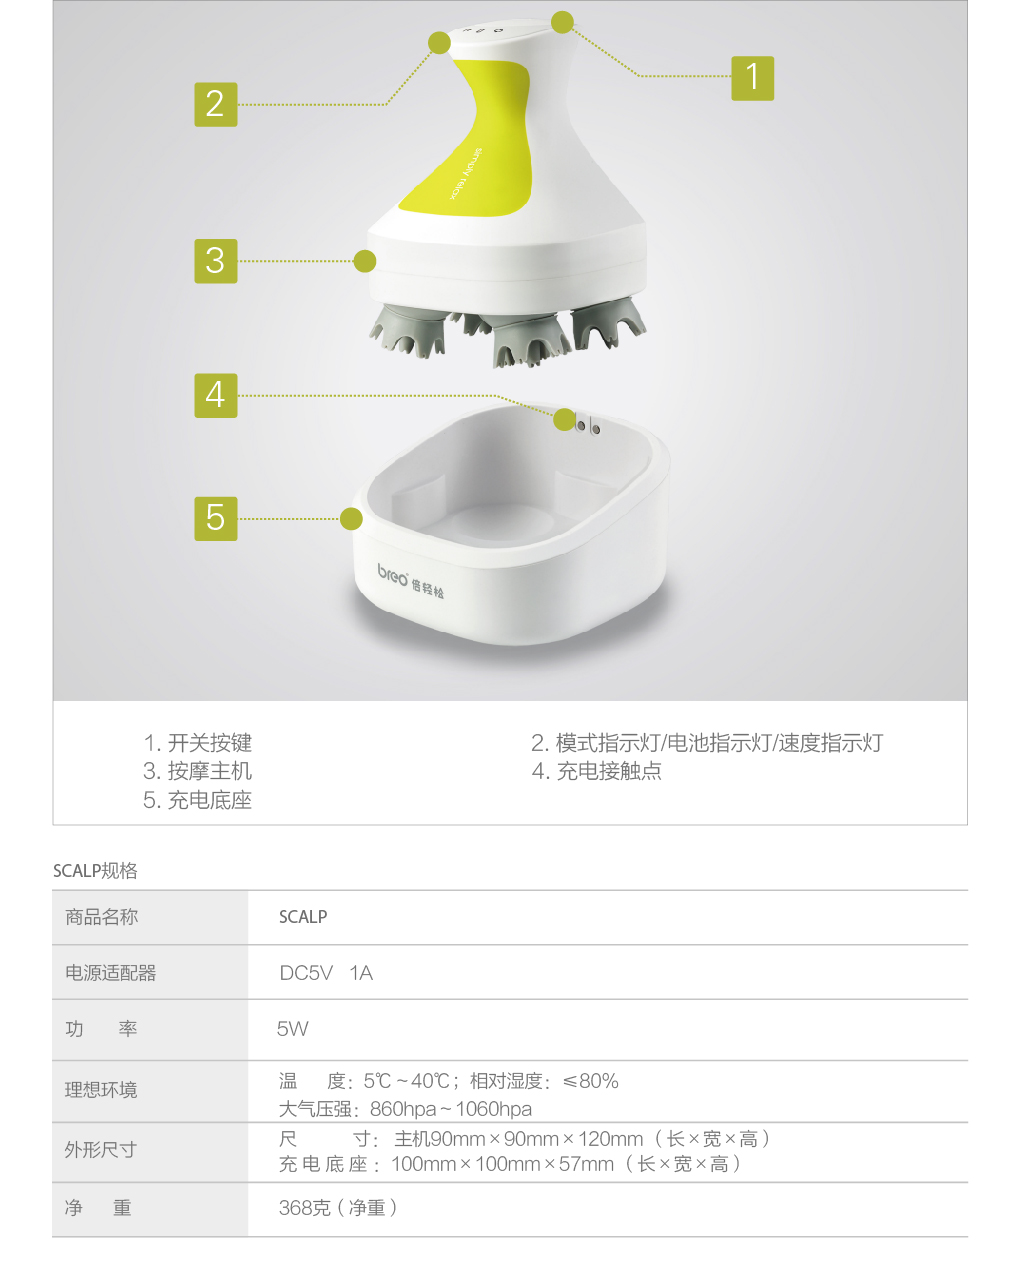 1
2
simply relax
3
4
5
breo 倍轻松
1. 开关按键
2. 模式指示灯/电池指示灯/速度指示灯
3. 按摩主机
4. 充电接触点
5. 充电底座
SCALP规格
商品名称 SCALP
电源适配器 DC5V 1A
功 率 5W
理想环境 温 度：5℃～40℃；相对湿度：≤80%
大气压强：860hpa～1060hpa
外形尺寸 尺 寸：主机90mm×90mm×120mm（长×宽×高）
充电底座：100mm×100mm×57mm（长×宽×高）
净 重 368克（净重）